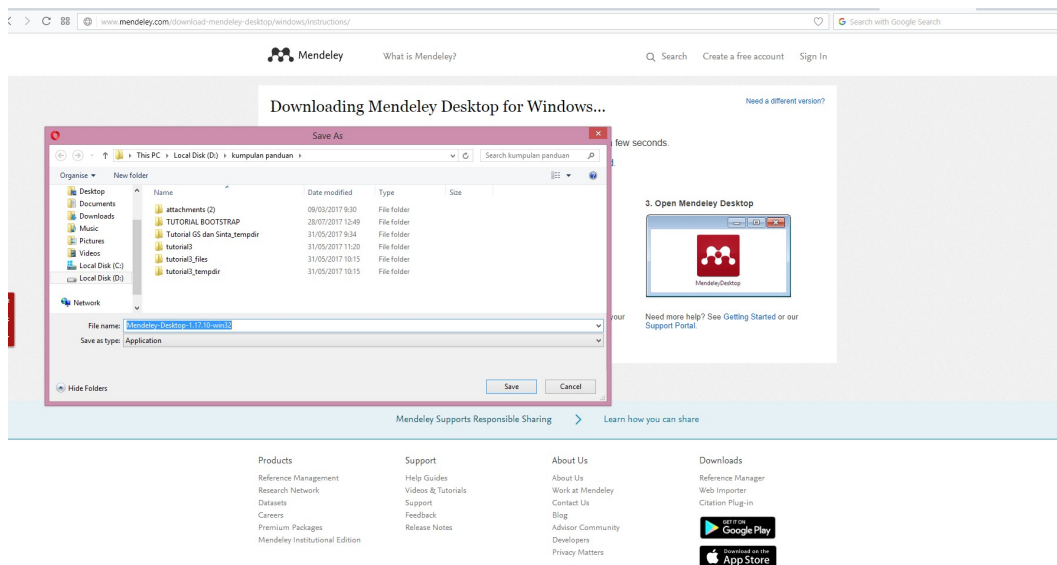 www.mendeley.com/download-mendeley-desktop/windows/instructions/
G Search with Google Search
Mendeley
What is Mendeley?
Search
Create a free account
Sign In
Downloading Mendeley Desktop for Windows...
Need a different version?
few seconds.
Save As
This PC
Local Disk (D:)
kumpulan panduan
Search kumpulan panduan
Organise
New folder
Desktop
Documents
Downloads
Music
Pictures
Videos
Local Disk (C:)
Local Disk (D:)
Network
Name Date modified Type Size
attachments (2) 09/03/2017 9:30 File folder
TUTORIAL BOOTSTRAP 28/07/2017 12:49 File folder
Tutorial GS dan Sinta_tempdir 31/05/2017 9:34 File folder
tutorial3 31/05/2017 11:20 File folder
tutorial3_files 31/05/2017 10:15 File folder
tutorial3_tempdir 31/05/2017 10:15 File folder
File name: Mendeley-Desktop-1.17.10-win32
Save as type: Application
Hide Folders
Save
Cancel
3. Open Mendeley Desktop
MendeleyDesktop
your
Need more help? See Getting Started or our
Support Portal.
Mendeley Supports Responsible Sharing
Learn how you can share
Products
Reference Management
Research Network
Datasets
Careers
Premium Packages
Mendeley Institutional Edition
Support
Help Guides
Videos & Tutorials
Support
Feedback
Release Notes
About Us
About Us
Work at Mendeley
Contact Us
Blog
Advisor Community
Developers
Privacy Matters
Downloads
Reference Manager
Web Importer
Citation Plug-in
GET IT ON
Google Play
Download on the
App Store